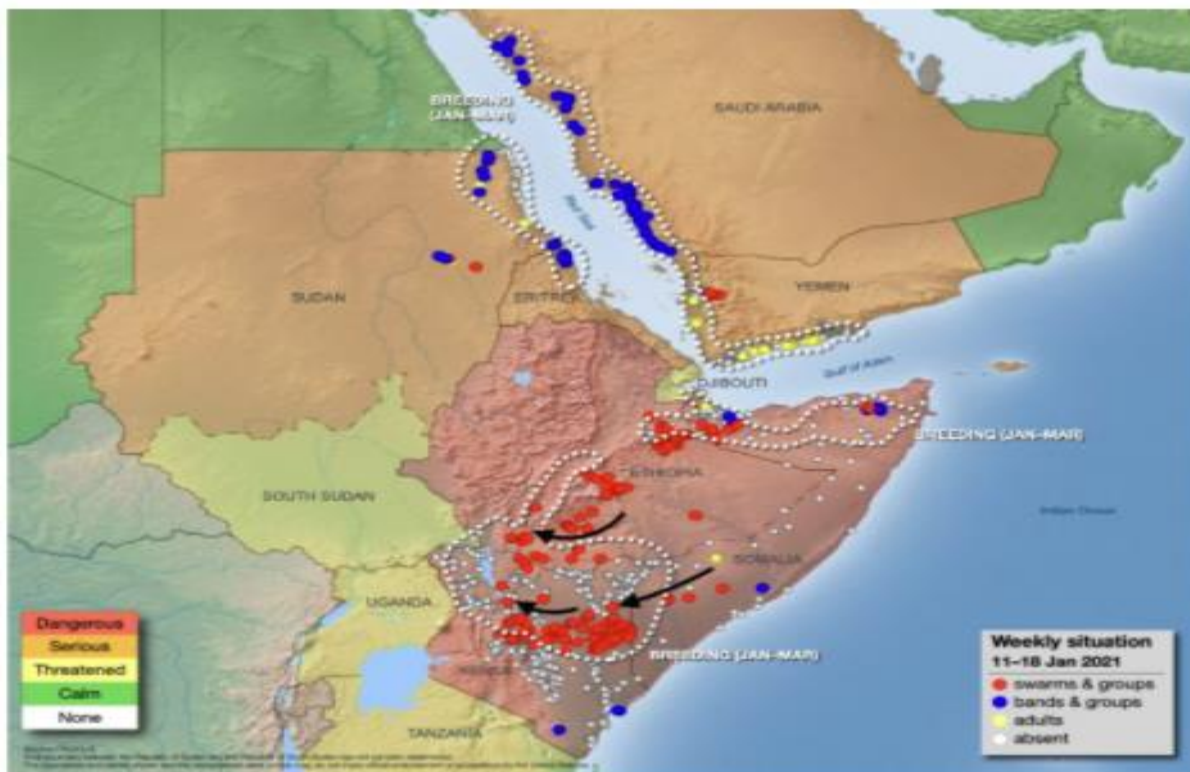 BREEDING
(JAN-MAR)
SAUDI ARABIA
Red Sea
SUDAN
ERITREA
YEMEN
Gulf of Aden
DJIBOUTI
BREEDING (JAN-MAR)
ETHIOPIA
SOUTH SUDAN
Indian Ocean
SOMALIA
UGANDA
BREEDING (JAN-MAR)
TANZANIA
Dangerous
Serious
Threatened
Calm
None
Weekly situation
11–18 Jan 2021
swarms & groups
bands & groups
adults
absent